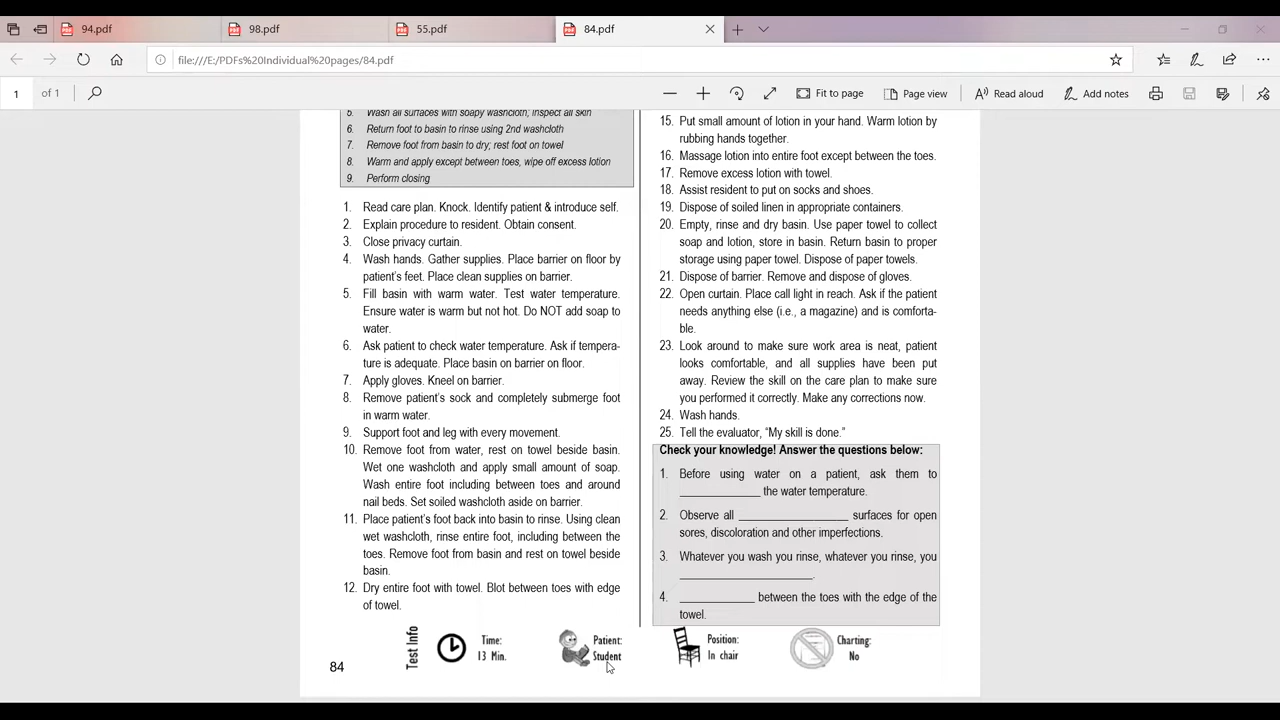 94.pdf
98.pdf
55.pdf
84.pdf
file:///E:/PDFs%20Individual%20pages/84.pdf
1 of 1
Fit to page
Page view
Read aloud
Add notes
5. Wash all surfaces with soapy washcloth; inspect all skin
6. Return foot to basin to rinse using 2nd washcloth
7. Remove foot from basin to dry; rest foot on towel
8. Warm and apply except between toes, wipe off excess lotion
9. Perform closing
1. Read care plan. Knock. Identify patient & introduce self.
2. Explain procedure to resident. Obtain consent.
3. Close privacy curtain.
4. Wash hands. Gather supplies. Place barrier on floor by
patient's feet. Place clean supplies on barrier.
5. Fill basin with warm water. Test water temperature.
Ensure water is warm but not hot. Do NOT add soap to
water.
6. Ask patient to check water temperature. Ask if tempera-
ture is adequate. Place basin on barrier on floor.
7. Apply gloves. Kneel on barrier.
8. Remove patient's sock and completely submerge foot
in warm water.
9. Support foot and leg with every movement.
10. Remove foot from water, rest on towel beside basin.
Wet one washcloth and apply small amount of soap.
Wash entire foot including between toes and around
nail beds. Set soiled washcloth aside on barrier.
11. Place patient's foot back into basin to rinse. Using clean
wet washcloth, rinse entire foot, including between the
toes. Remove foot from basin and rest on towel beside
basin.
12. Dry entire foot with towel. Blot between toes with edge
of towel.
15. Put small amount of lotion in your hand. Warm lotion by
rubbing hands together.
16. Massage lotion into entire foot except between the toes.
17. Remove excess lotion with towel.
18. Assist resident to put on socks and shoes.
19. Dispose of soiled linen in appropriate containers.
20. Empty, rinse and dry basin. Use paper towel to collect
soap and lotion, store in basin. Return basin to proper
storage using paper towel. Dispose of paper towels.
21. Dispose of barrier. Remove and dispose of gloves.
22. Open curtain. Place call light in reach. Ask if the patient
needs anything else (i.e., a magazine) and is comforta-
ble.
23. Look around to make sure work area is neat, patient
looks comfortable, and all supplies have been put
away. Review the skill on the care plan to make sure
you performed it correctly. Make any corrections now.
24. Wash hands.
25. Tell the evaluator, "My skill is done."
Check your knowledge! Answer the questions below:
1. Before using water on a patient, ask them to
______________ the water temperature.
2. Observe all ___________________ surfaces for open
sores, discoloration and other imperfections.
3. Whatever you wash you rinse, whatever you rinse, you
_______________________.
4. _____________ between the toes with the edge of the
towel.
Test Info
Time:
13 Min.
Patient:
Student
Position:
In chair
Charting:
No
84